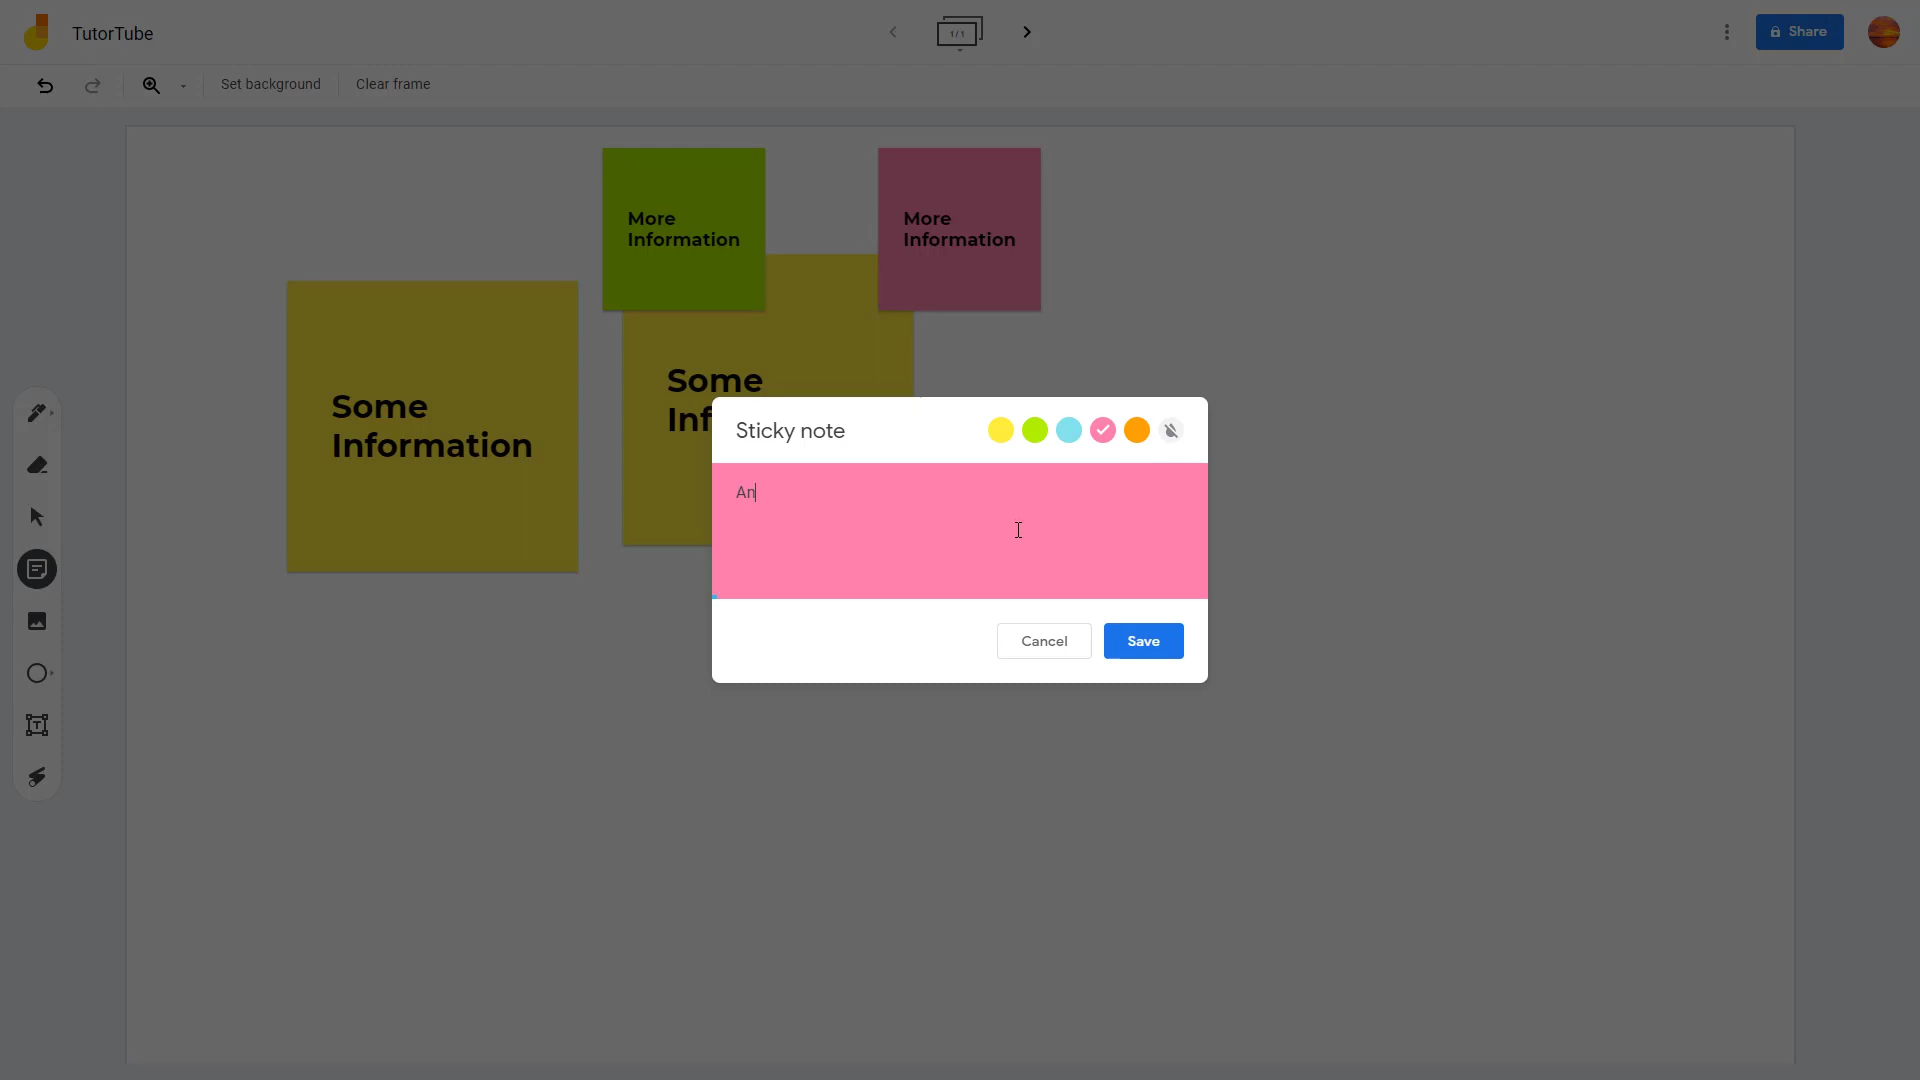 TutorTube
1/1
Share
Set background
Clear frame
More
Information
More
Information
Some
Information
Some
Inf
Sticky note
An
Cancel
Save